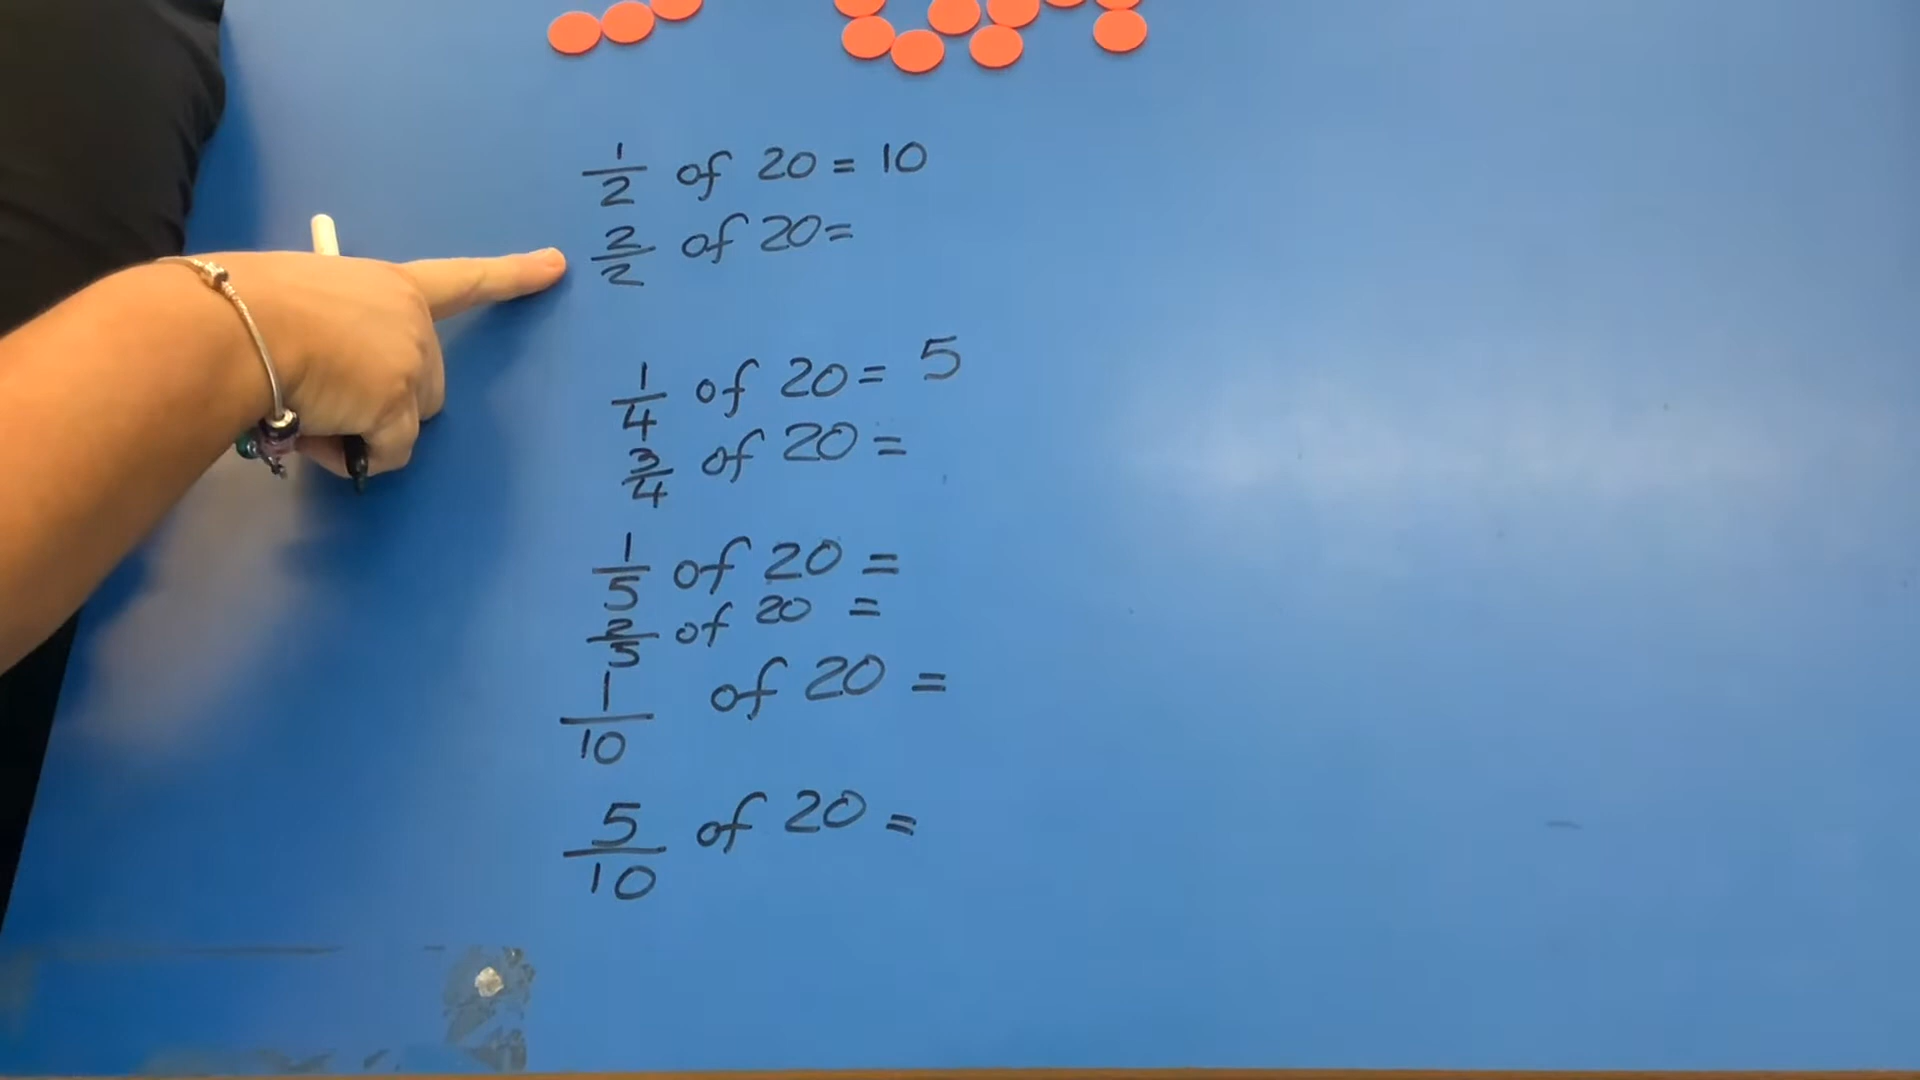 1/2 of 20 = 10
2/2 of 20 =
1/4 of 20 = 5
3/4 of 20 =
1/5 of 20 =
2/5 of 20 =
1/10 of 20 =
5/10 of 20 =